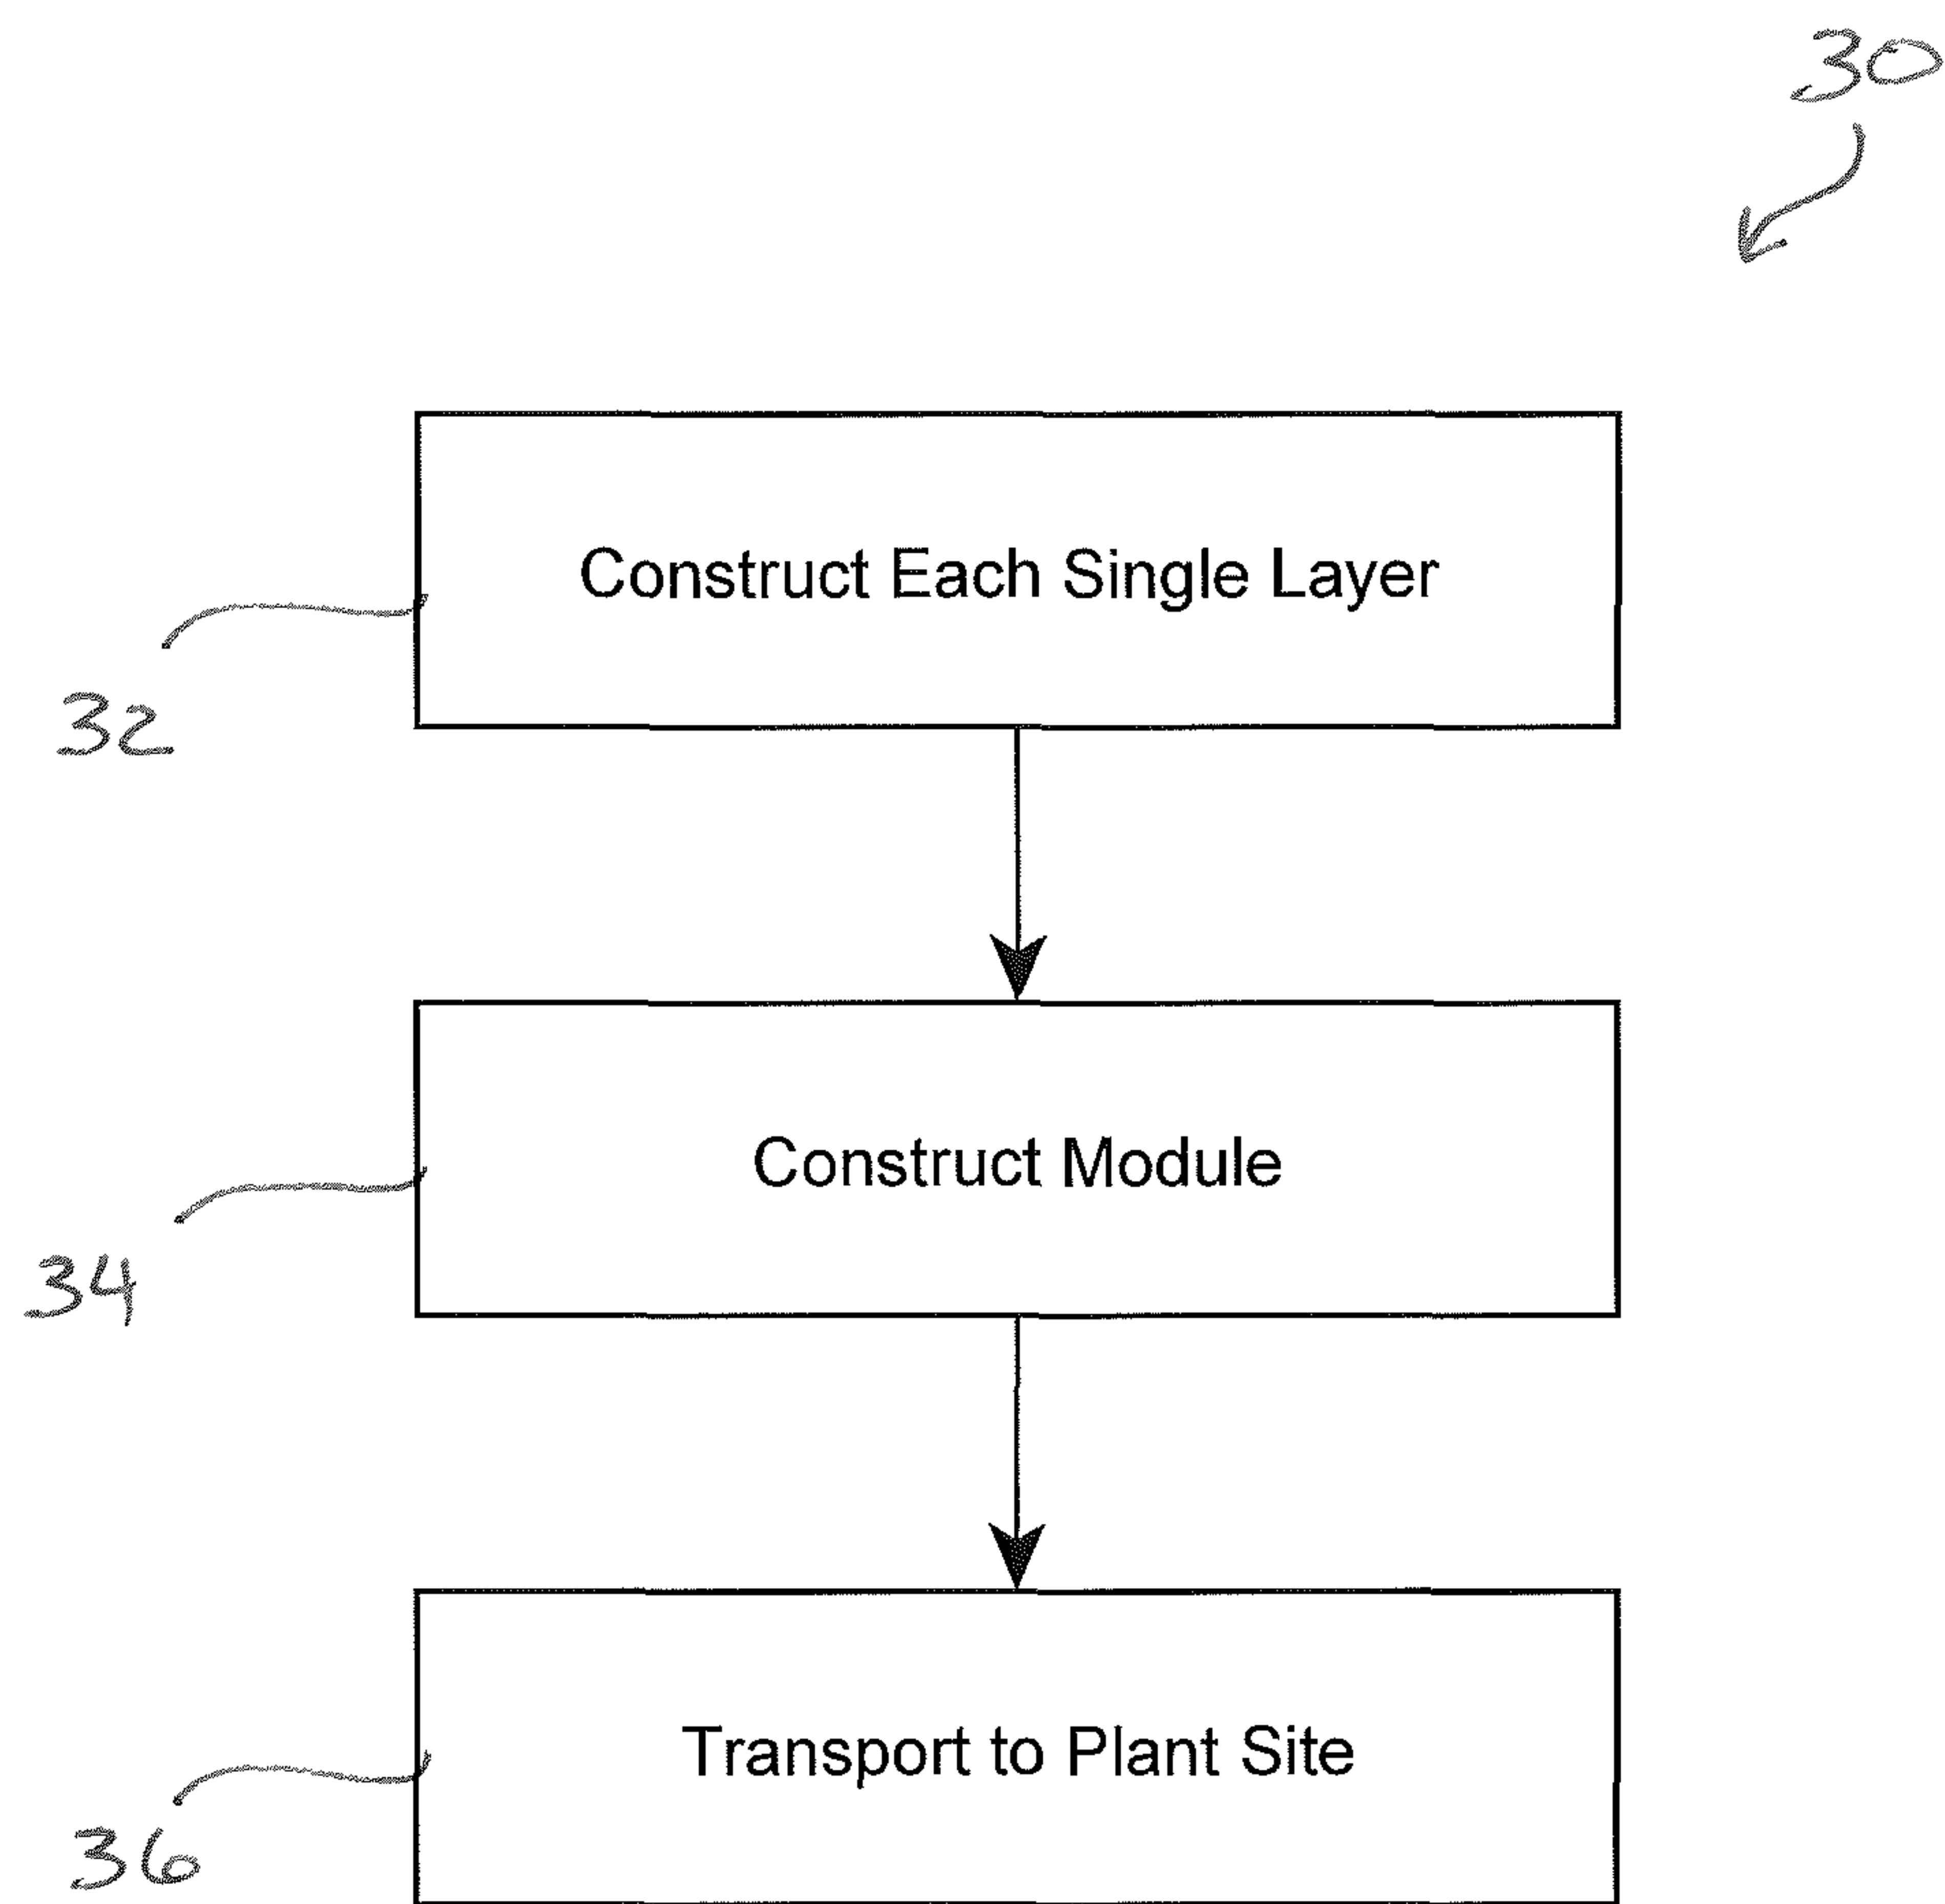 30
Construct Each Single Layer
32
Construct Module
34
Transport to Plant Site
36